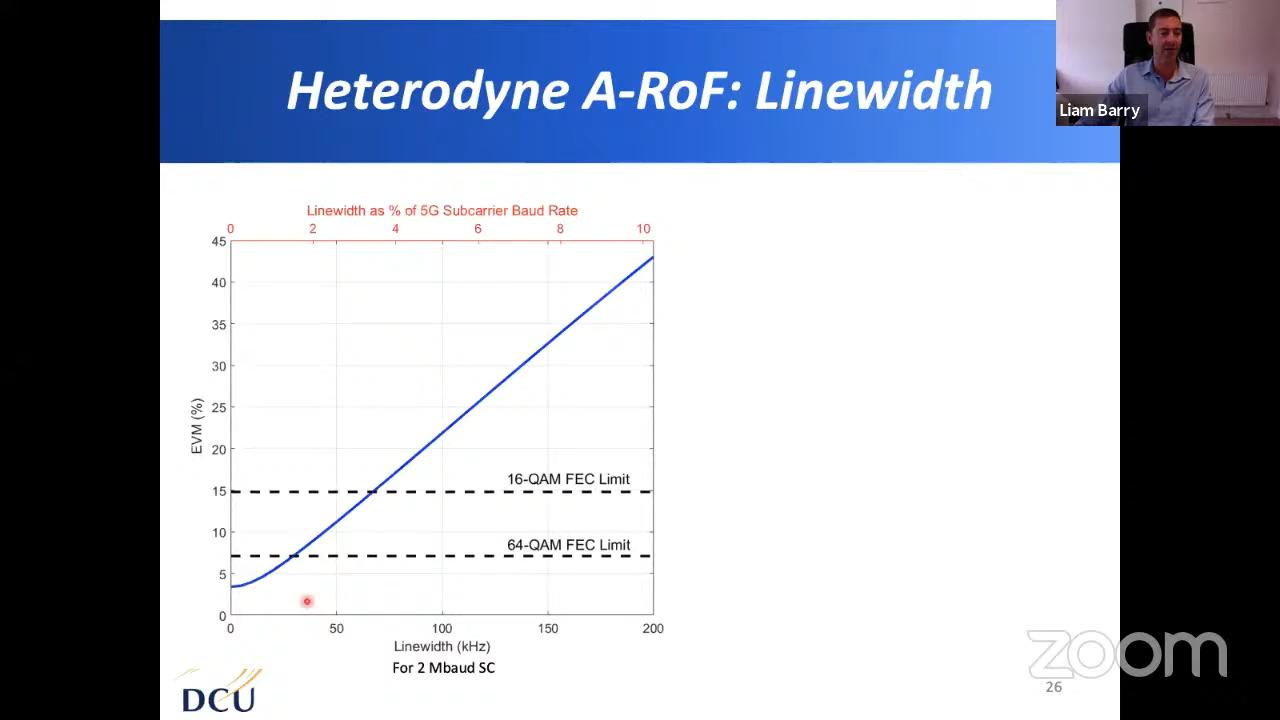 Heterodyne A-RoF: Linewidth
Liam Barry
Linewidth as % of 5G Subcarrier Baud Rate
0 2 4 6 8 10
45
40
35
30
25
20
15
10
5
0
EVM (%)
16-QAM FEC Limit
64-QAM FEC Limit
0 50 100 150 200
Linewidth (kHz)
For 2 Mbaud SC
DCU
zoom
26